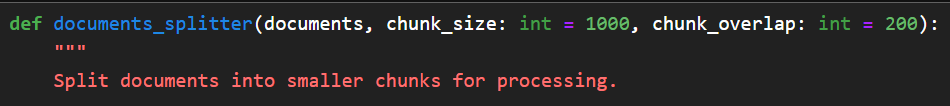 def documents_splitter(documents, chunk_size: int = 1000, chunk_overlap: int = 200):
    """
    Split documents into smaller chunks for processing.